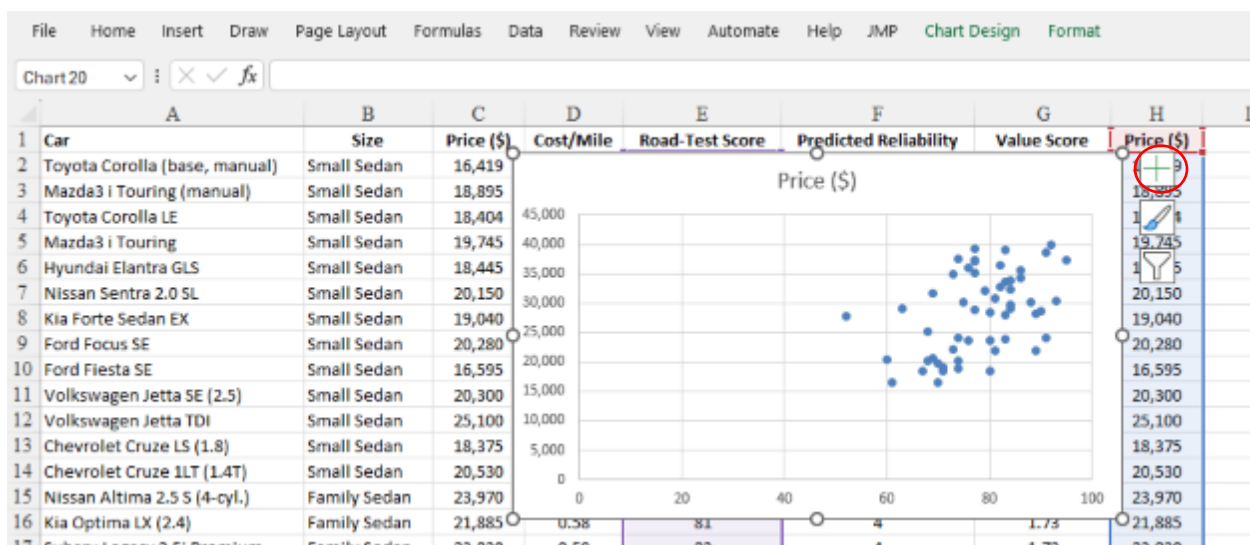 File Home Insert Draw Page Layout Formulas Data Review View Automate Help JMP Chart Design Format
Chart 20 fx
A B C D E F G H
1 Car Size Price ($) Cost/Mile Road-Test Score Predicted Reliability Value Score Price ($)
2 Toyota Corolla (base, manual) Small Sedan 16,419
3 Mazda3 i Touring (manual) Small Sedan 18,895 18,895
4 Toyota Corolla LE Small Sedan 18,404
5 Mazda3 i Touring Small Sedan 19,745 19,745
6 Hyundai Elantra GLS Small Sedan 18,445
7 Nissan Sentra 2.0 SL Small Sedan 20,150 20,150
8 Kia Forte Sedan EX Small Sedan 19,040 19,040
9 Ford Focus SE Small Sedan 20,280 20,280
10 Ford Fiesta SE Small Sedan 16,595 16,595
11 Volkswagen Jetta SE (2.5) Small Sedan 20,300 20,300
12 Volkswagen Jetta TDI Small Sedan 25,100 25,100
13 Chevrolet Cruze LS (1.8) Small Sedan 18,375 18,375
14 Chevrolet Cruze 1LT (1.4T) Small Sedan 20,530 20,530
15 Nissan Altima 2.5 S (4-cyl.) Family Sedan 23,970 23,970
16 Kia Optima LX (2.4) Family Sedan 21,885 0.58 81 4 1.73 21,885
Price ($)
45,000
40,000
35,000
30,000
25,000
20,000
15,000
10,000
5,000
0
0 20 40 60 80 100